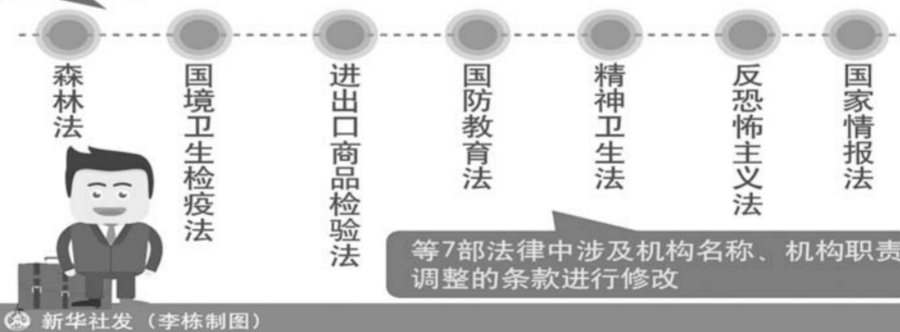 森林法
国境卫生检疫法
进出口商品检验法
国防教育法
精神卫生法
反恐怖主义法
国家情报法
等7部法律中涉及机构名称、机构职责
调整的条款进行修改
新华社发（李栋制图）